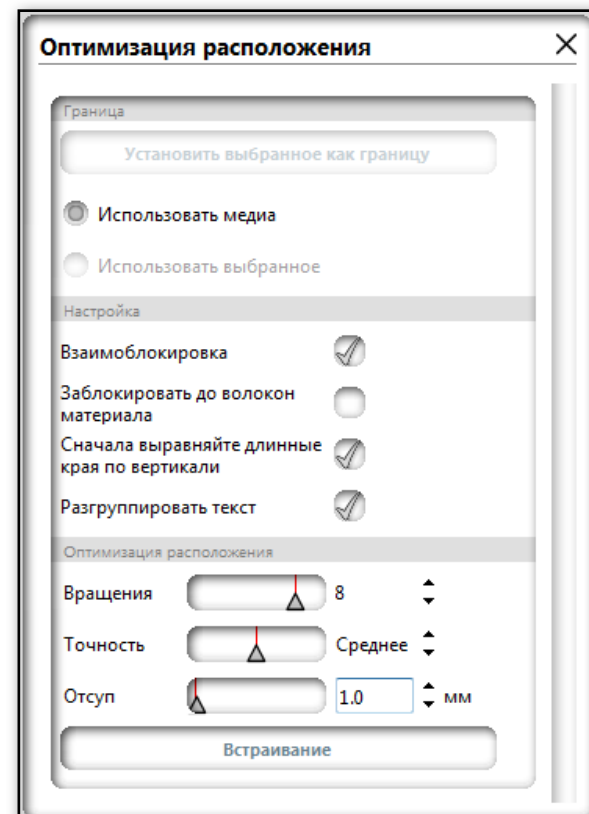 Оптимизация расположения
Граница
Установить выбранное как границу
Использовать медиа
Использовать выбранное
Настройка
Взаимоблокировка
Заблокировать до волокон
материала
Сначала выравняйте длинные
края по вертикали
Разгруппировать текст
Оптимизация расположения
Вращения 8
Точность Среднее
Отсуп 1.0 мм
Встраивание